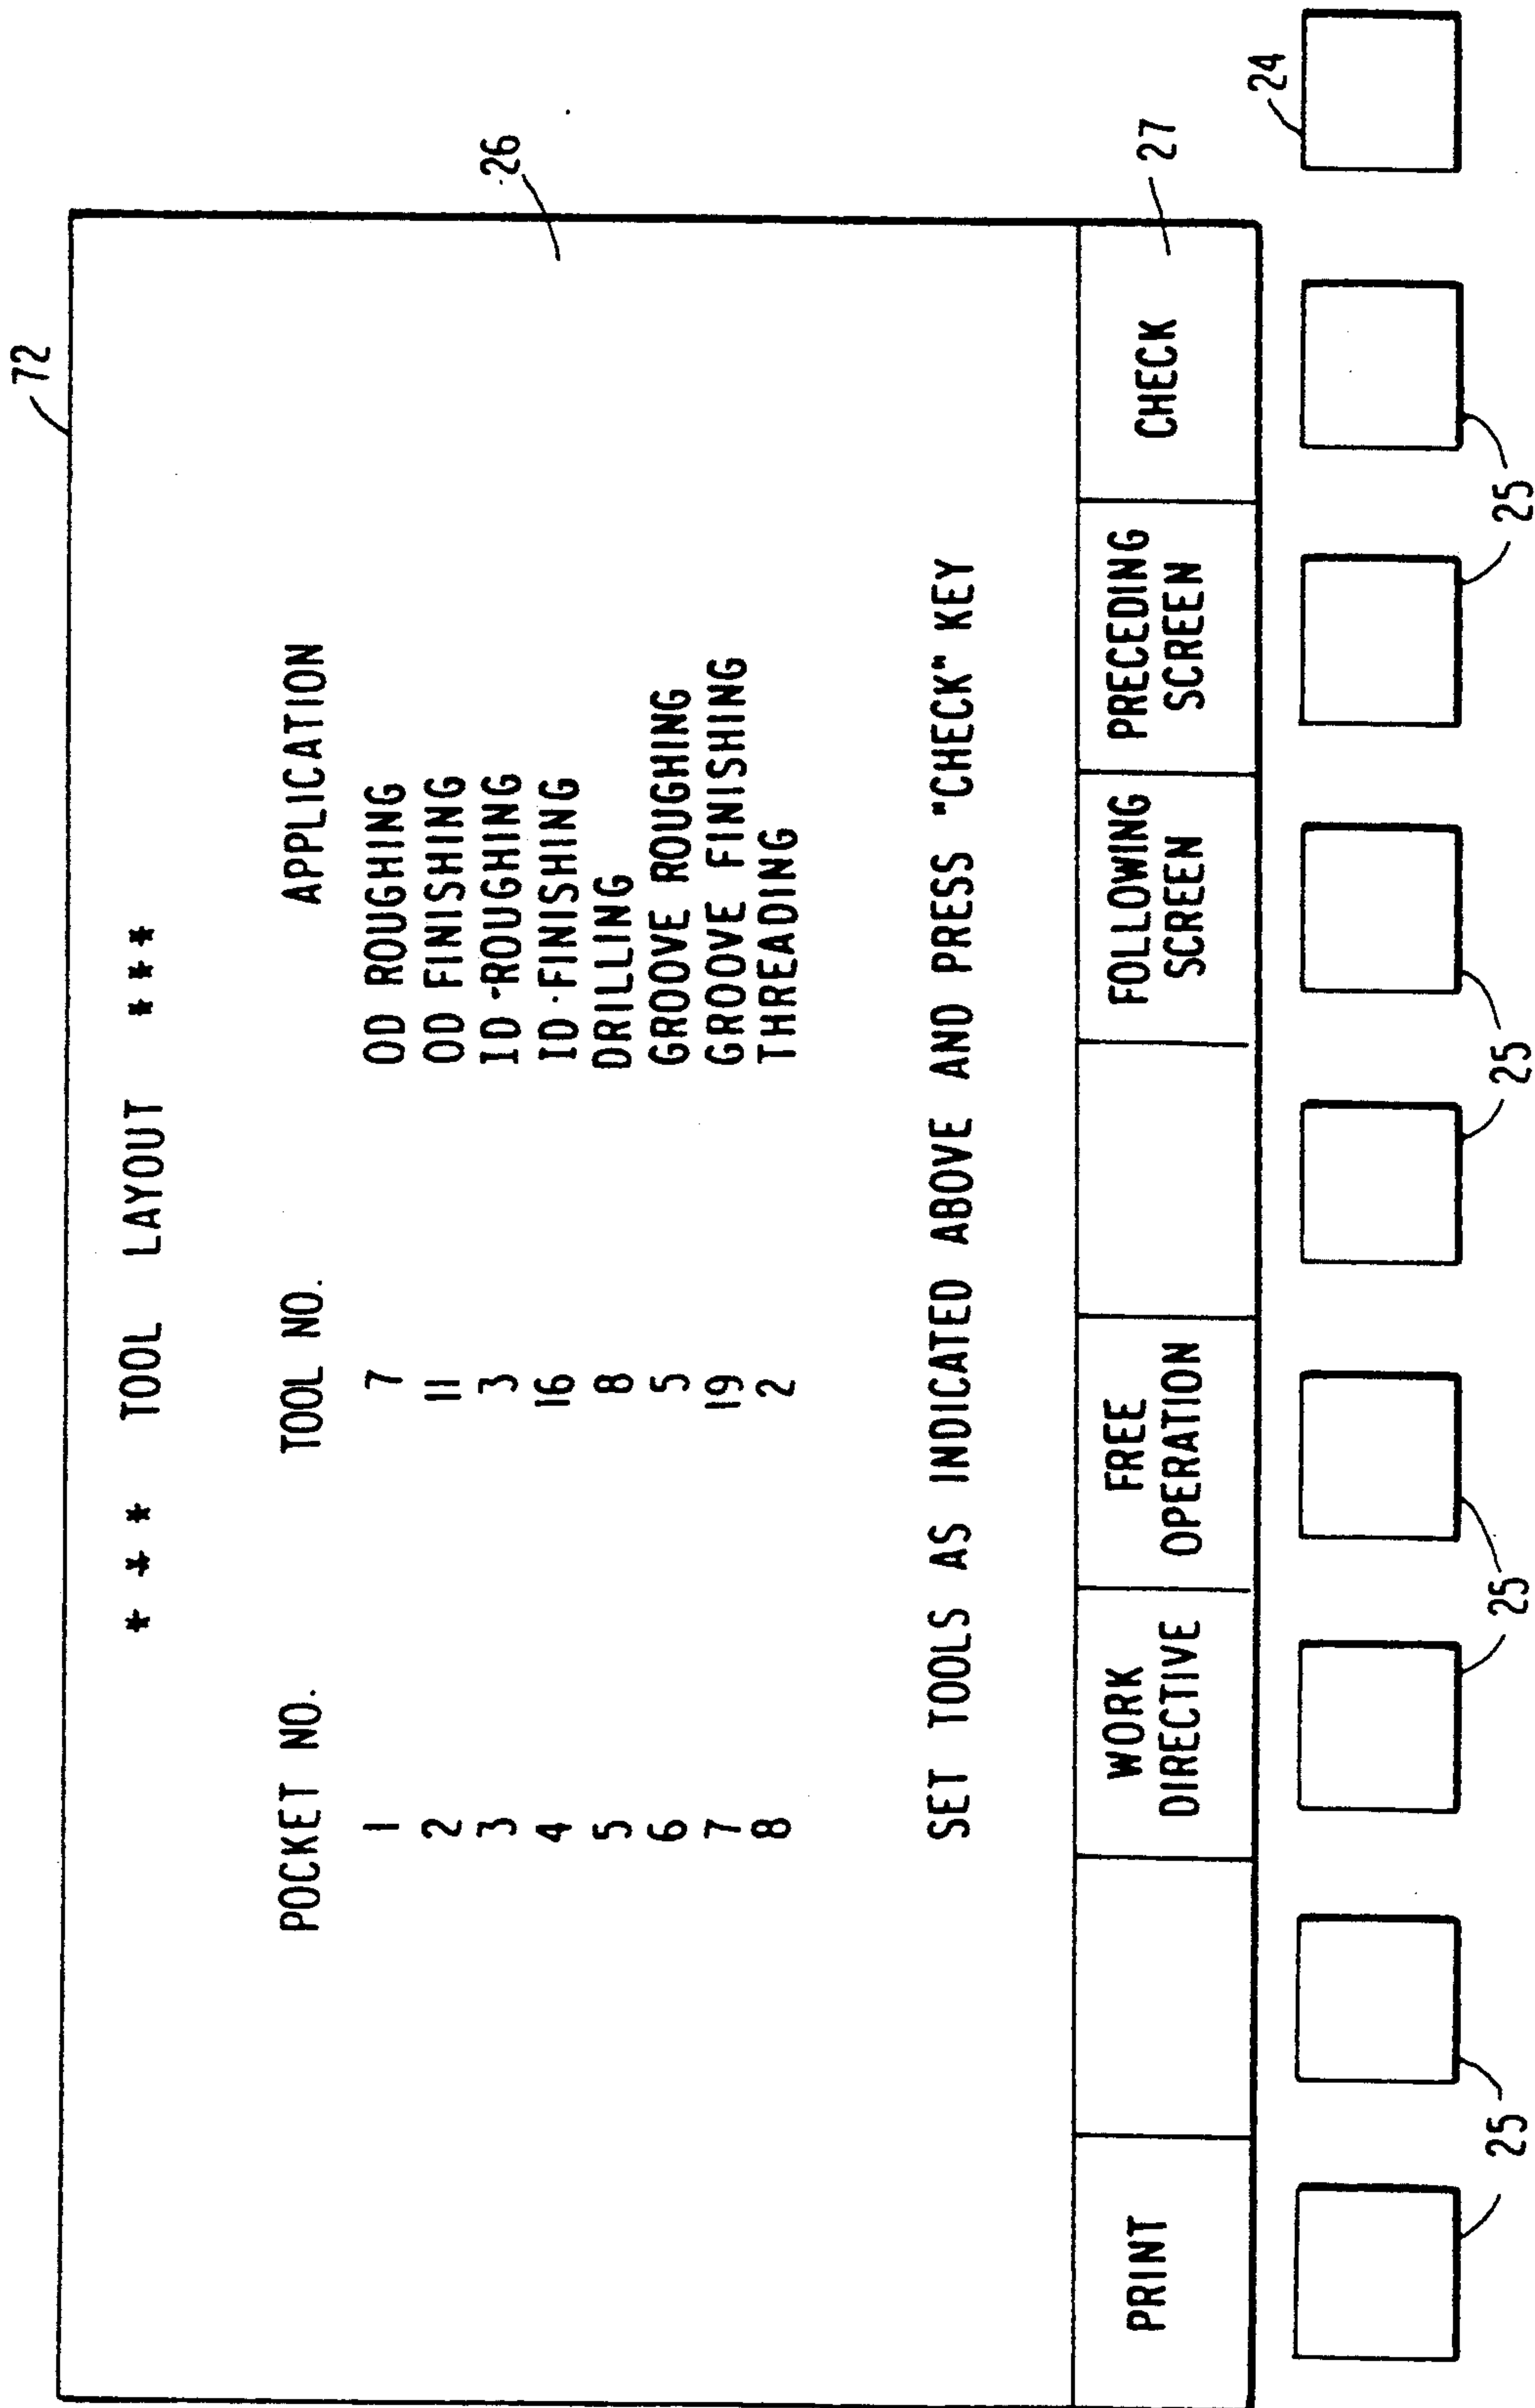 72
* * * TOOL LAYOUT * * *
POCKET NO. TOOL NO. APPLICATION
1 7 OD ROUGHING
2 11 OD FINISHING
3 3 ID ROUGHING
4 16 ID FINISHING
5 8 DRILLING
6 5 GROOVE ROUGHING
7 19 GROOVE FINISHING
8 2 THREADING
26
SET TOOLS AS INDICATED ABOVE AND PRESS "CHECK" KEY
PRINT
WORK
DIRECTIVE
FREE
OPERATION
FOLLOWING
SCREEN
PRECEDING
SCREEN
CHECK
27
24
25 25 25 25